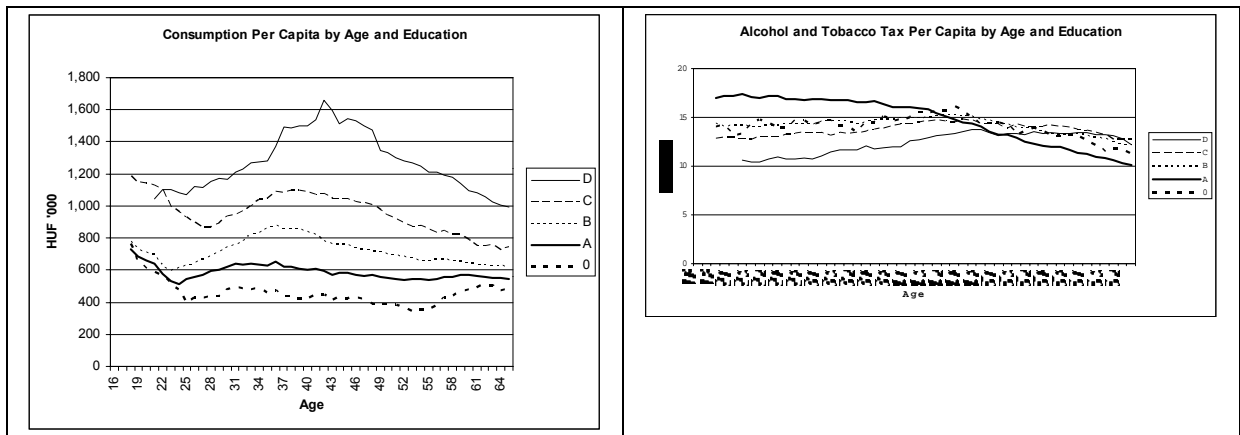 Consumption Per Capita by Age and Education
1,800
1,600
1,400
1,200
1,000
800
600
400
200
0
HUF '000
16 19 22 25 28 31 34 37 40 43 46 49 52 55 58 61 64
Age
D
C
B
A
0
Alcohol and Tobacco Tax Per Capita by Age and Education
20
15
10
5
0
Age
D
C
B
A
0